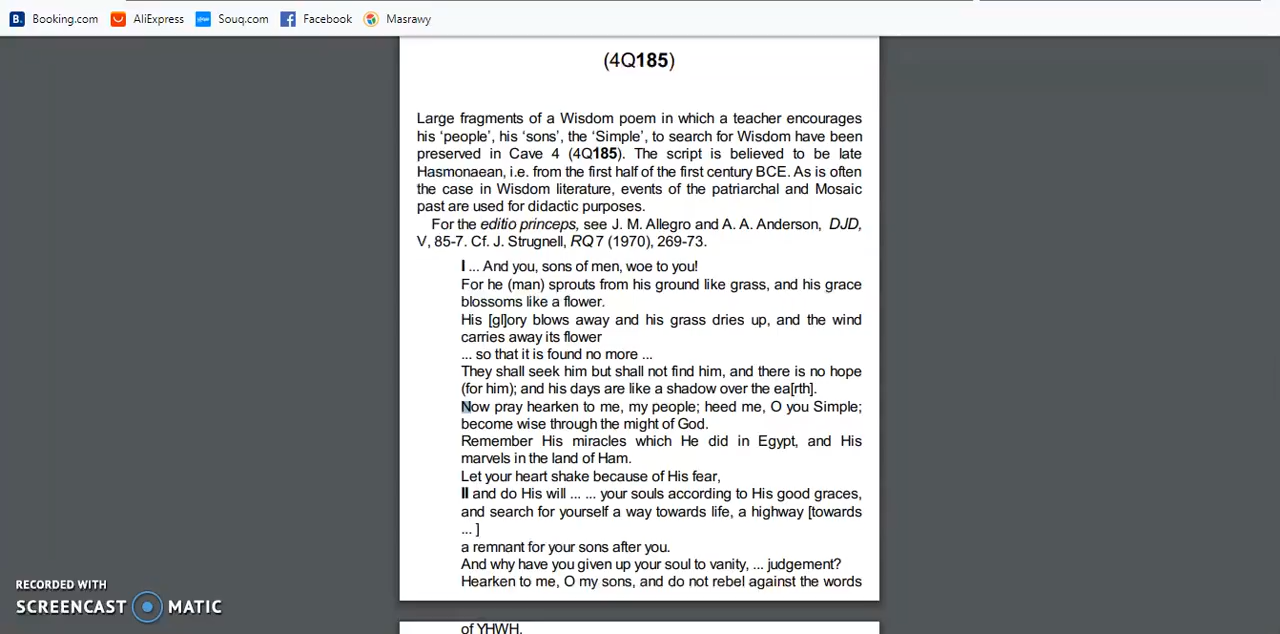 Booking.com AliExpress Souq.com Facebook Masrawy
(4Q185)
Large fragments of a Wisdom poem in which a teacher encourages
his ‘people’, his ‘sons’, the ‘Simple’, to search for Wisdom have been
preserved in Cave 4 (4Q185). The script is believed to be late
Hasmonaean, i.e. from the first half of the first century BCE. As is often
the case in Wisdom literature, events of the patriarchal and Mosaic
past are used for didactic purposes.
For the editio princeps, see J. M. Allegro and A. A. Anderson, DJD,
V, 85-7. Cf. J. Strugnell, RQ 7 (1970), 269-73.
I ... And you, sons of men, woe to you!
For he (man) sprouts from his ground like grass, and his grace
blossoms like a flower.
His [gl]ory blows away and his grass dries up, and the wind
carries away its flower
... so that it is found no more ...
They shall seek him but shall not find him, and there is no hope
(for him); and his days are like a shadow over the ea[rth].
Now pray hearken to me, my people; heed me, O you Simple;
become wise through the might of God.
Remember His miracles which He did in Egypt, and His
marvels in the land of Ham.
Let your heart shake because of His fear,
II and do His will ... ... your souls according to His good graces,
and search for yourself a way towards life, a highway [towards
... ]
a remnant for your sons after you.
And why have you given up your soul to vanity, ... judgement?
Hearken to me, O my sons, and do not rebel against the words
of YHWH.
RECORDED WITH
SCREENCAST MATIC